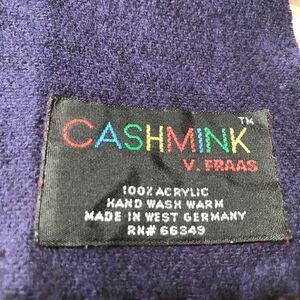 CASHMINK™
V. FRAAS
100% ACRYLIC
HAND WASH WARM
MADE IN WEST GERMANY
RN# 66349